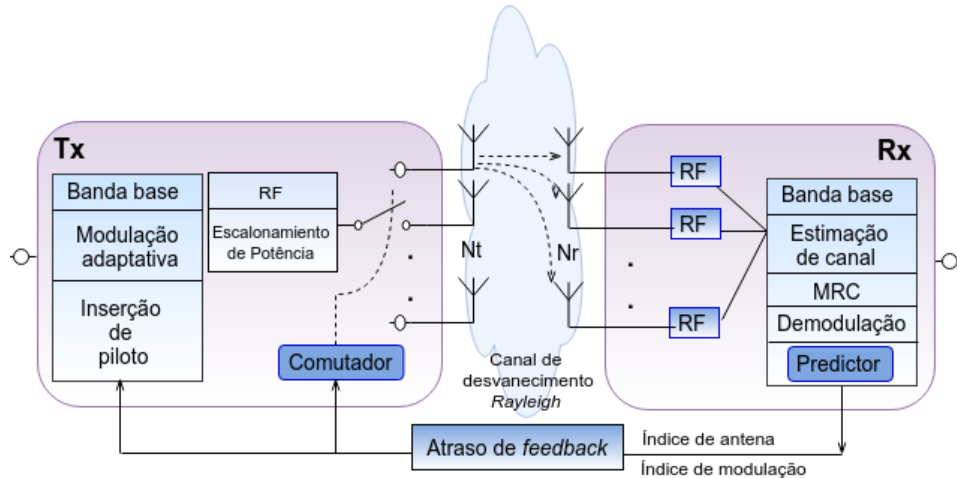 Tx
Banda base
Modulação
adaptativa
Inserção
de
piloto
RF
Escalonamiento
de Potência
Comutador
Nt
Nr
Canal de
desvanecimento
Rayleigh
Rx
RF
RF
RF
Banda base
Estimação
de canal
MRC
Demodulação
Predictor
Atraso de feedback
Índice de antena
Índice de modulação